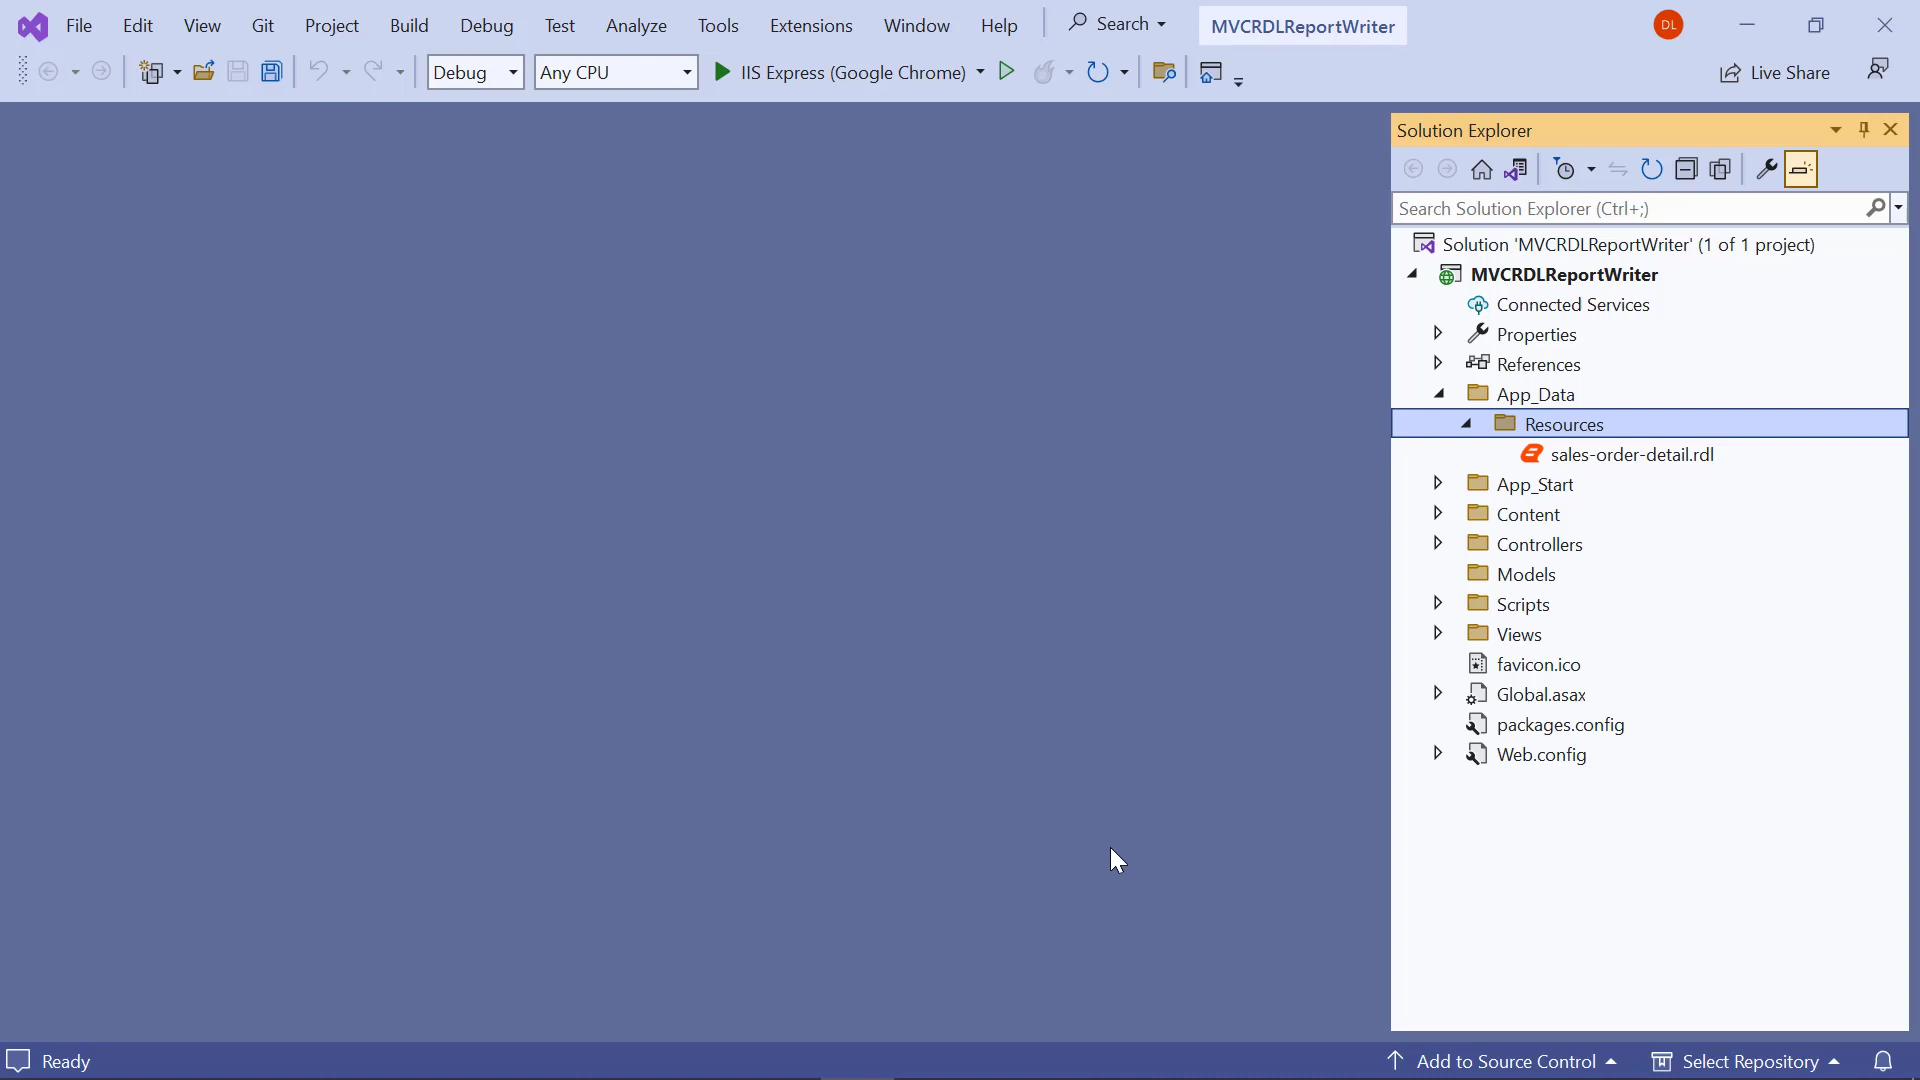 File Edit View Git Project Build Debug Test Analyze Tools Extensions Window Help Search MVCRDLReportWriter DL
Debug Any CPU IIS Express (Google Chrome) Live Share
Solution Explorer
Search Solution Explorer (Ctrl+;)
Solution 'MVCRDLReportWriter' (1 of 1 project)
MVCRDLReportWriter
Connected Services
Properties
References
App_Data
Resources
sales-order-detail.rdl
App_Start
Content
Controllers
Models
Scripts
Views
favicon.ico
Global.asax
packages.config
Web.config
Ready Add to Source Control Select Repository